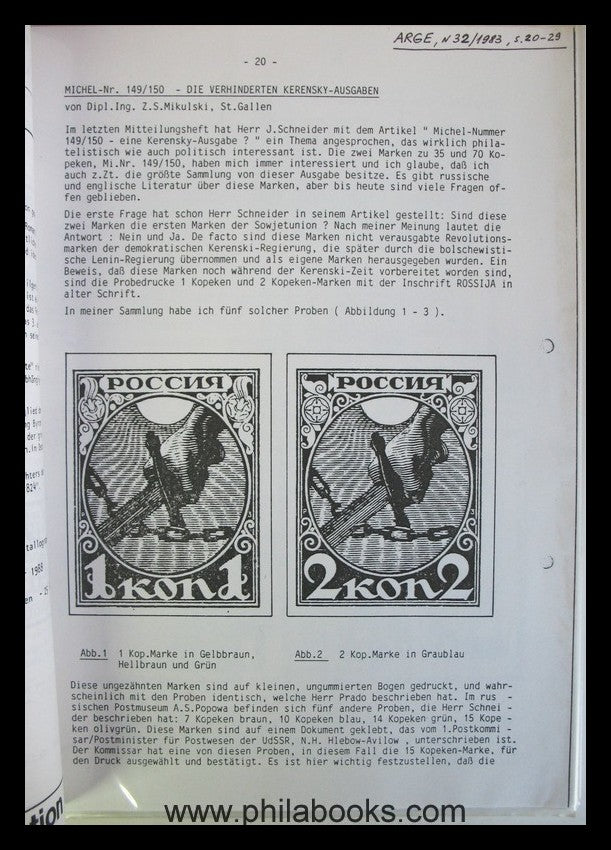 ARGE, N 32/1983, S.20-29
- 20 -
MICHEL-Nr. 149/150 - DIE VERHINDERTEN KERENSKY-AUSGABEN
von Dipl.Ing. Z.S.Mikulski, St.Gallen
Im letzten Mitteilungsheft hat Herr J.Schneider mit dem Artikel " Michel-Nummer
149/150 - eine Kerensky-Ausgabe ? " ein Thema angesprochen, das wirklich phila-
telistisch wie auch politisch interessant ist. Die zwei Marken zu 35 und 70 Ko-
peken, Mi.Nr. 149/150, haben mich immer interessiert und ich glaube, daß ich
auch z.Zt. die größte Sammlung von dieser Ausgabe besitze. Es gibt russische
und englische Literatur über diese Marken, aber bis heute sind viele Fragen of-
fen geblieben.
Die erste Frage hat schon Herr Schneider in seinem Artikel gestellt: Sind diese
zwei Marken die ersten Marken der Sowjetunion ? Nach meiner Meinung lautet die
Antwort : Nein und Ja. De facto sind diese Marken nicht verausgabte Revolutions-
marken der demokratischen Kerenski-Regierung, die später durch die bolschewisti-
sche Lenin-Regierung übernommen und als eigene Marken herausgegeben wurden. Ein
Beweis, daß diese Marken noch während der Kerenski-Zeit vorbereitet worden sind,
sind die Probedrucke 1 Kopeken und 2 Kopeken-Marken mit der Inschrift ROSSIJA in
alter Schrift.
In meiner Sammlung habe ich fünf solcher Proben ( Abbildung 1 - 3 ).
РОССИЯ
1 коп 1
РОССИЯ
2 коп 2
Abb.1 1 Kop.Marke in Gelbbraun,
Hellbraun und Grün
Abb.2 2 Kop.Marke in Graublau
Diese ungezähnten Marken sind auf kleinen, ungummierten Bogen gedruckt, und wahr-
scheinlich mit den Proben identisch, welche Herr Prado beschrieben hat. Im rus -
sischen Postmuseum A.S.Popowa befinden sich fünf andere Proben, die Herr Schnei -
der beschrieben hat: 7 Kopeken braun, 10 Kopeken blau, 14 Kopeken grün, 15 Kope -
ken olivgrün. Diese Marken sind auf einem Dokument geklebt, das vom 1.Postkommi -
sar/Postminister für Postwesen der UdSSR, N.H. Hlebow-Avilow , unterschrieben ist.
Der Kommissar hat eine von diesen Proben, in diesem Fall die 15 Kopeken-Marke, für
den Druck ausgewählt und bestätigt. Es ist hier wichtig festzustellen, daß die
www.philabooks.com